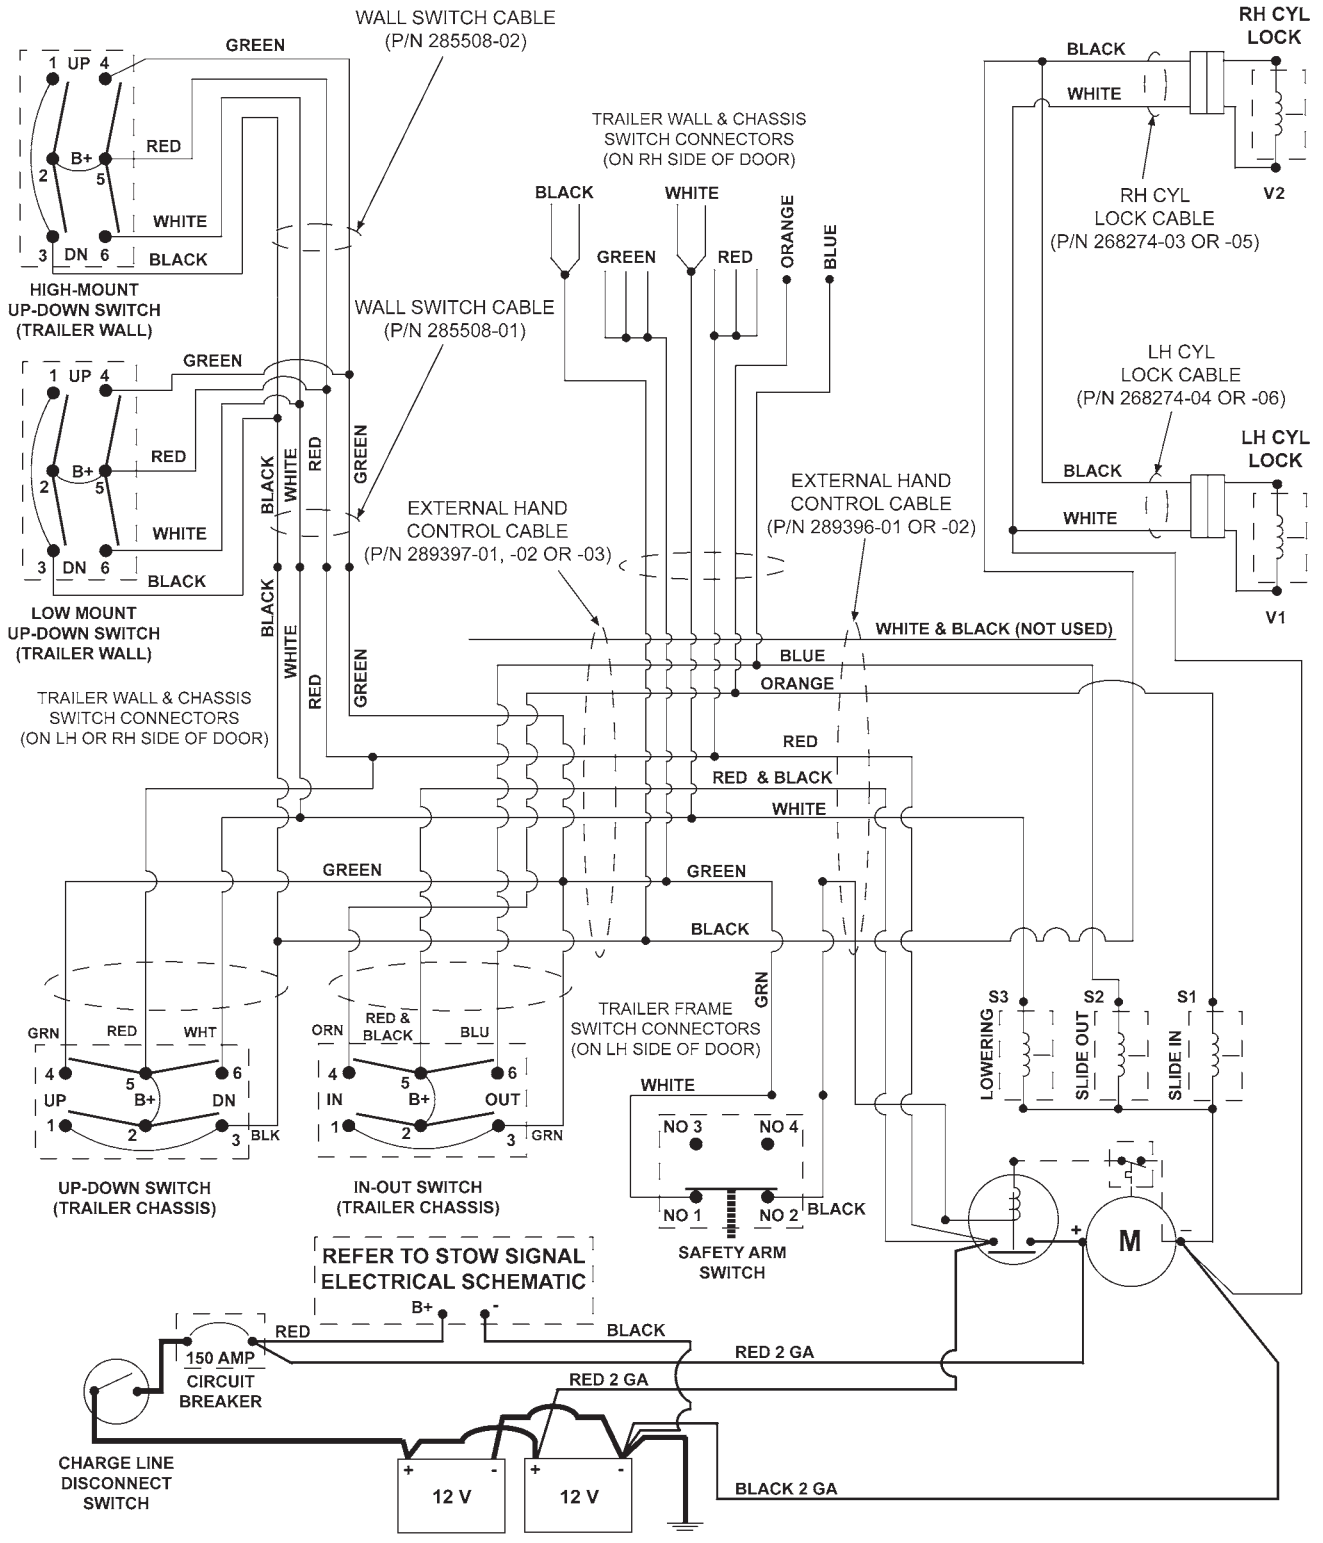 WALL SWITCH CABLE
(P/N 285508-02)
GREEN
1 UP 4
RED
B+
2 5
WHITE
3 DN 6
BLACK
HIGH-MOUNT
UP-DOWN SWITCH
(TRAILER WALL)
RH CYL
LOCK
BLACK
WHITE
V2
RH CYL
LOCK CABLE
(P/N 268274-03 OR -05)
TRAILER WALL & CHASSIS
SWITCH CONNECTORS
(ON RH SIDE OF DOOR)
BLACK
WHITE
ORANGE
BLUE
GREEN
RED
WALL SWITCH CABLE
(P/N 285508-01)
GREEN
1 UP 4
RED
B+
2 5
WHITE
3 DN 6
BLACK
LOW MOUNT
UP-DOWN SWITCH
(TRAILER WALL)
BLACK
WHITE
RED
GREEN
LH CYL
LOCK CABLE
(P/N 268274-04 OR -06)
LH CYL
LOCK
BLACK
WHITE
V1
EXTERNAL HAND
CONTROL CABLE
(P/N 289397-01, -02 OR -03)
EXTERNAL HAND
CONTROL CABLE
(P/N 289396-01 OR -02)
BLACK
WHITE
RED
GREEN
WHITE & BLACK (NOT USED)
BLUE
ORANGE
TRAILER WALL & CHASSIS
SWITCH CONNECTORS
(ON LH OR RH SIDE OF DOOR)
RED
RED & BLACK
WHITE
GREEN
GREEN
BLACK
GRN
TRAILER FRAME
SWITCH CONNECTORS
(ON LH SIDE OF DOOR)
GRN
RED
WHT
4 5 6
UP B+ DN
1 2 3
BLK
UP-DOWN SWITCH
(TRAILER CHASSIS)
ORN
RED &
BLACK
BLU
4 5 6
IN B+ OUT
1 2 3
GRN
IN-OUT SWITCH
(TRAILER CHASSIS)
WHITE
NO 3 NO 4
NO 1 NO 2
BLACK
SAFETY ARM
SWITCH
S3 S2 S1
LOWERING
SLIDE OUT
SLIDE IN
+ M -
REFER TO STOW SIGNAL
ELECTRICAL SCHEMATIC
B+ -
RED
BLACK
150 AMP
CIRCUIT
BREAKER
RED 2 GA
RED 2 GA
CHARGE LINE
DISCONNECT
SWITCH
+ - + -
12 V 12 V
BLACK 2 GA